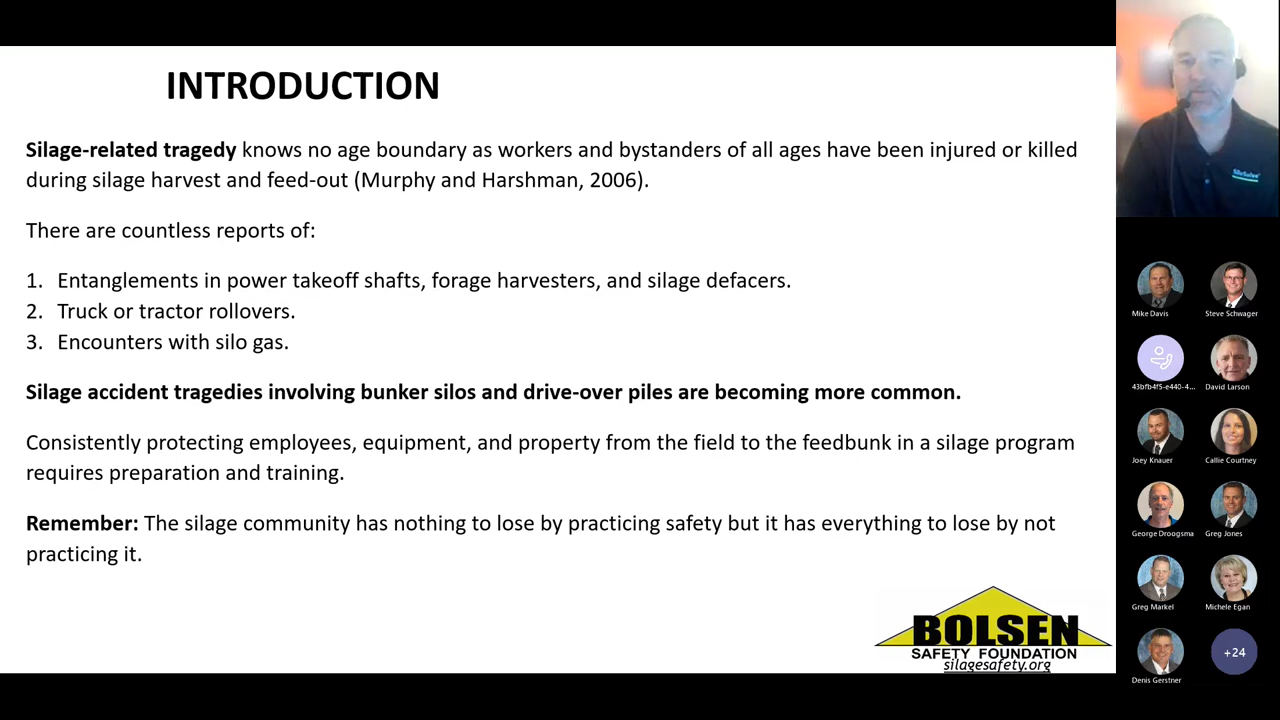 INTRODUCTION
Silage-related tragedy knows no age boundary as workers and bystanders of all ages have been injured or killed
during silage harvest and feed-out (Murphy and Harshman, 2006).
There are countless reports of:
1. Entanglements in power takeoff shafts, forage harvesters, and silage defacers.
2. Truck or tractor rollovers.
3. Encounters with silo gas.
Silage accident tragedies involving bunker silos and drive-over piles are becoming more common.
Consistently protecting employees, equipment, and property from the field to the feedbunk in a silage program
requires preparation and training.
Remember: The silage community has nothing to lose by practicing safety but it has everything to lose by not
practicing it.
BOLSEN
SAFETY FOUNDATION
silagesafety.org
SiloSolve
Mike Davis
Steve Schwager
43bfb4f5-e440-4...
David Larson
Joey Knauer
Callie Courtney
George Droogsma
Greg Jones
Greg Markel
Michele Egan
Denis Gerstner
+24